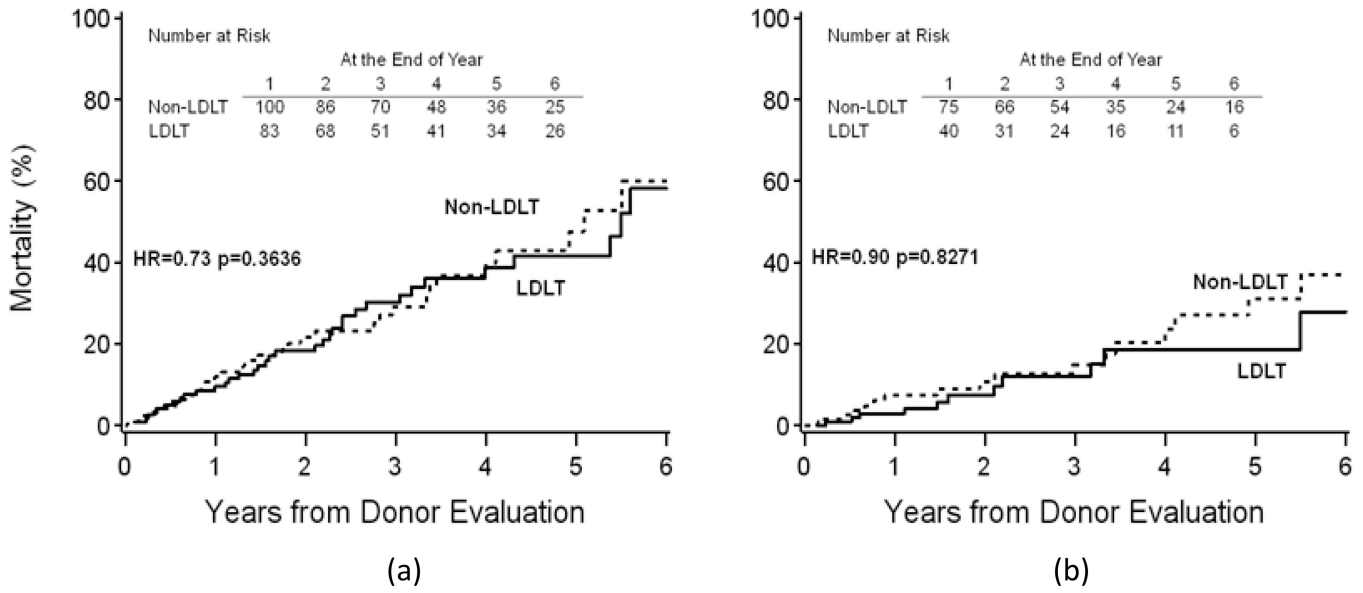 100
80
60
40
20
0
Mortality (%)
Number at Risk
At the End of Year
1 2 3 4 5 6
Non-LDLT 100 86 70 48 36 25
LDLT 83 68 51 41 34 26
Non-LDLT
HR=0.73 p=0.3636
LDLT
0 1 2 3 4 5 6
Years from Donor Evaluation
(a)
100
80
60
40
20
0
Number at Risk
At the End of Year
1 2 3 4 5 6
Non-LDLT 75 66 54 35 24 16
LDLT 40 31 24 16 11 6
HR=0.90 p=0.8271
Non-LDLT
LDLT
0 1 2 3 4 5 6
Years from Donor Evaluation
(b)